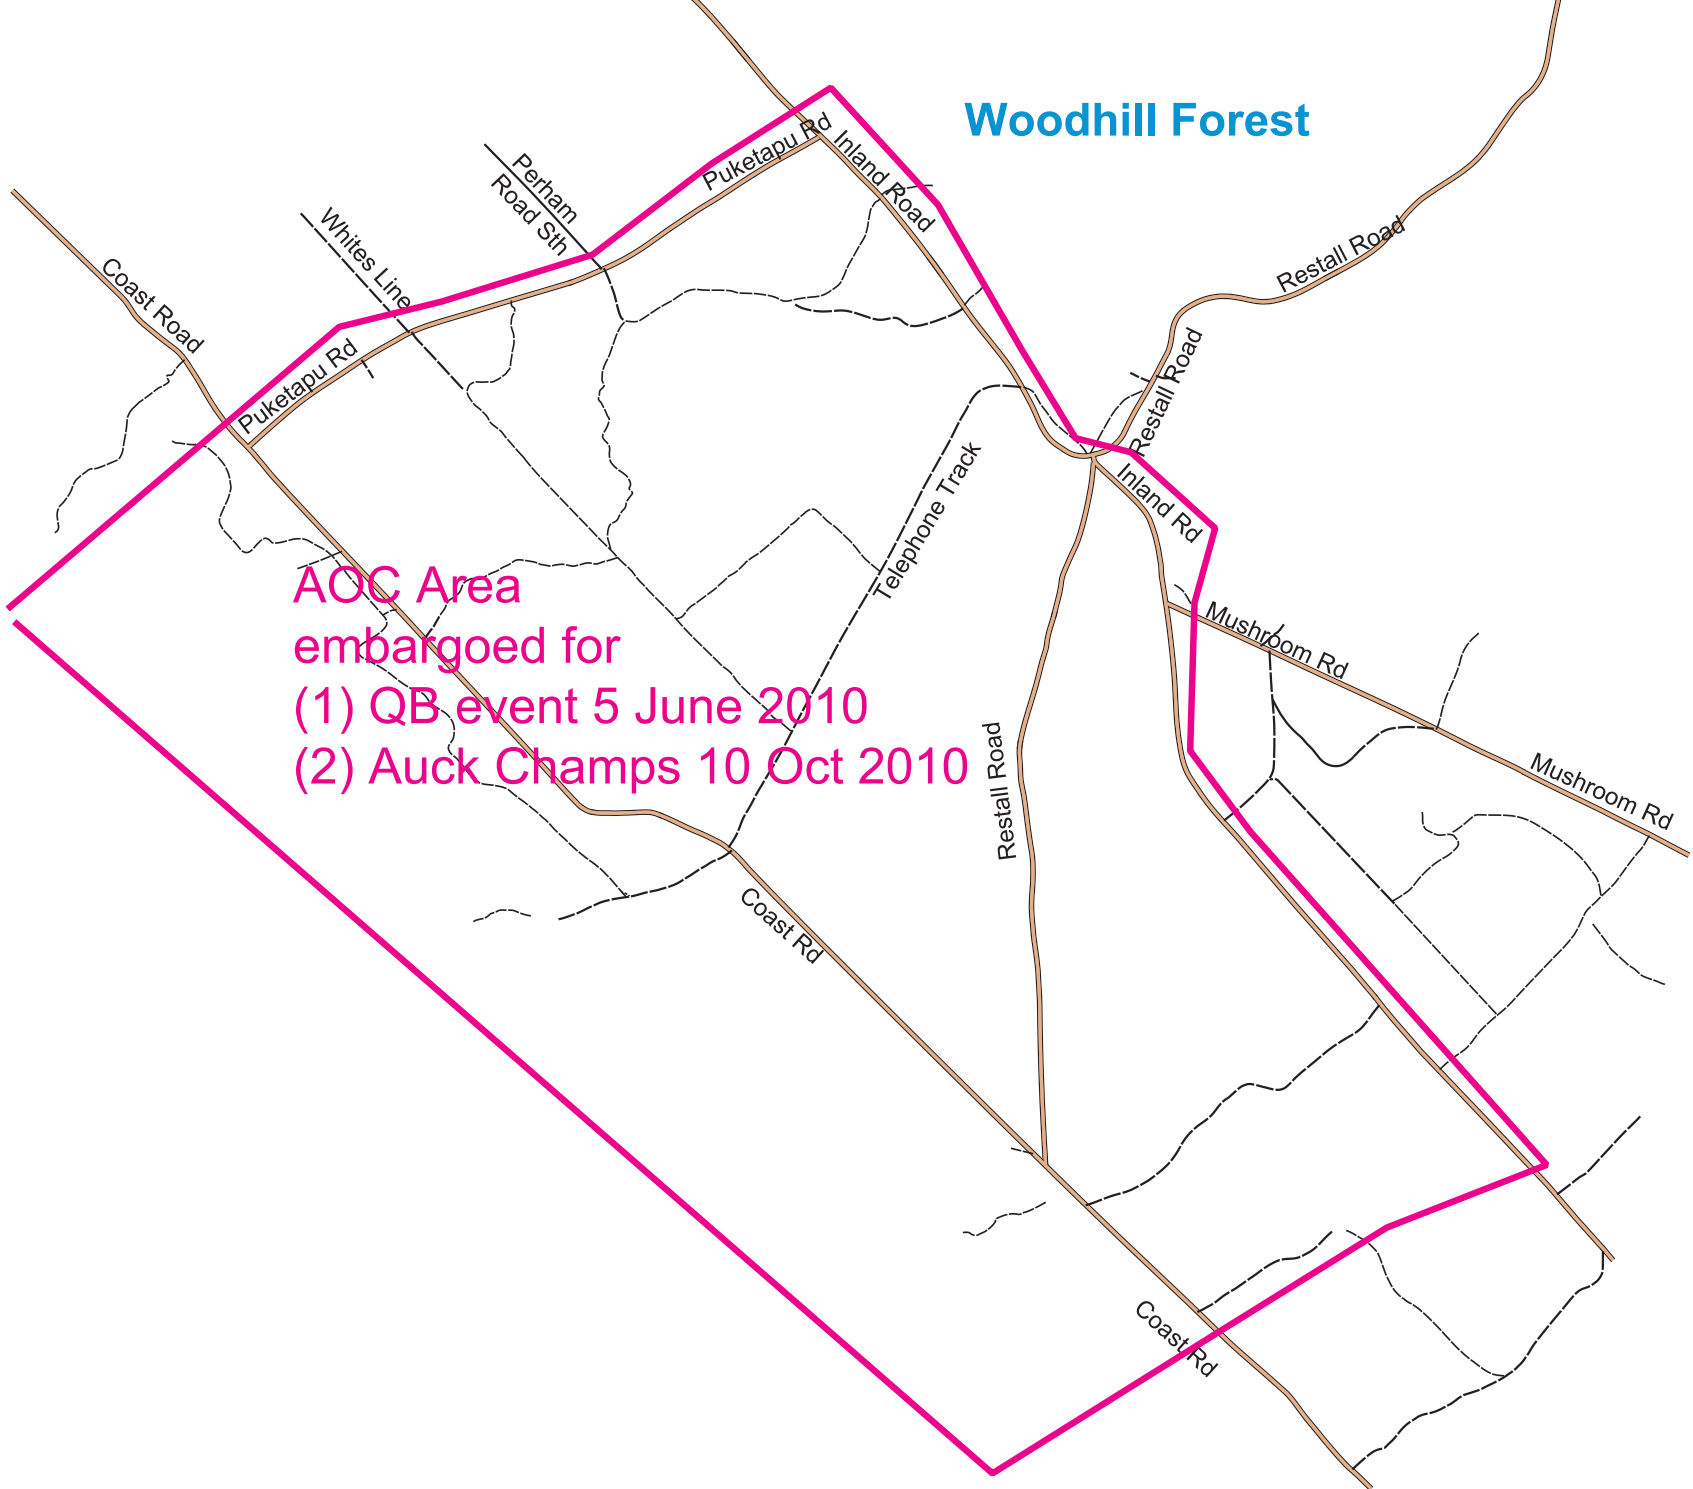 Woodhill Forest
Puketapu Rd
Inland Road
Perham
Road Sth
Whites Line
Coast Road
Restall Road
Puketapu Rd
Restall Road
Telephone Track
Inland Rd
AOC Area
embargoed for
(1) QB event 5 June 2010
(2) Auck Champs 10 Oct 2010
Mushroom Rd
Restall Road
Mushroom Rd
Coast Rd
Coast Rd